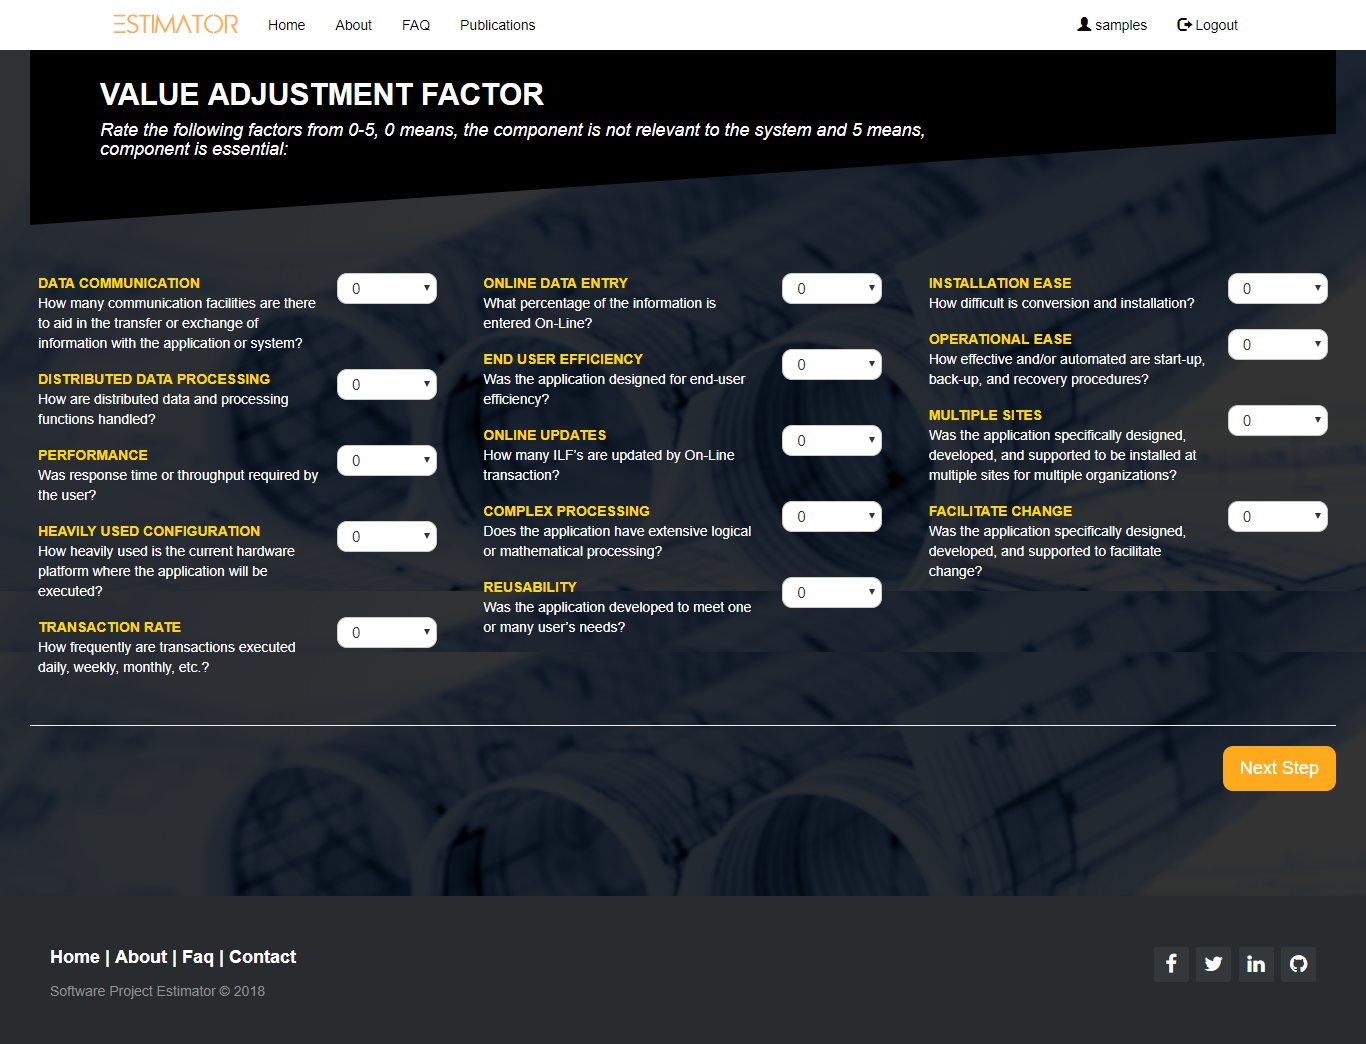 ESTIMATOR
Home
About
FAQ
Publications
samples
Logout
VALUE ADJUSTMENT FACTOR
Rate the following factors from 0-5, 0 means, the component is not relevant to the system and 5 means,
component is essential:
DATA COMMUNICATION
How many communication facilities are there
to aid in the transfer or exchange of
information with the application or system?
0
DISTRIBUTED DATA PROCESSING
How are distributed data and processing
functions handled?
0
PERFORMANCE
Was response time or throughput required by
the user?
0
HEAVILY USED CONFIGURATION
How heavily used is the current hardware
platform where the application will be
executed?
0
TRANSACTION RATE
How frequently are transactions executed
daily, weekly, monthly, etc.?
0
ONLINE DATA ENTRY
What percentage of the information is
entered On-Line?
0
END USER EFFICIENCY
Was the application designed for end-user
efficiency?
0
ONLINE UPDATES
How many ILF's are updated by On-Line
transaction?
0
COMPLEX PROCESSING
Does the application have extensive logical
or mathematical processing?
0
REUSABILITY
Was the application developed to meet one
or many user's needs?
0
INSTALLATION EASE
How difficult is conversion and installation?
0
OPERATIONAL EASE
How effective and/or automated are start-up,
back-up, and recovery procedures?
0
MULTIPLE SITES
Was the application specifically designed,
developed, and supported to be installed at
multiple sites for multiple organizations?
0
FACILITATE CHANGE
Was the application specifically designed,
developed, and supported to facilitate
change?
0
Next Step
Home | About | Faq | Contact
Software Project Estimator © 2018